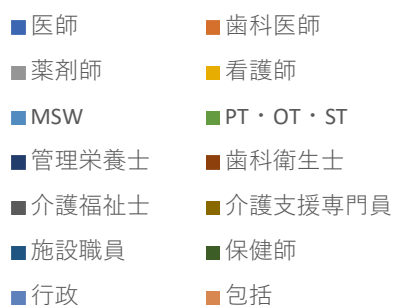 医師 歯科医師
薬剤師 看護師
MSW PT・OT・ST
管理栄養士 歯科衛生士
介護福祉士 介護支援専門員
施設職員 保健師
行政 包括